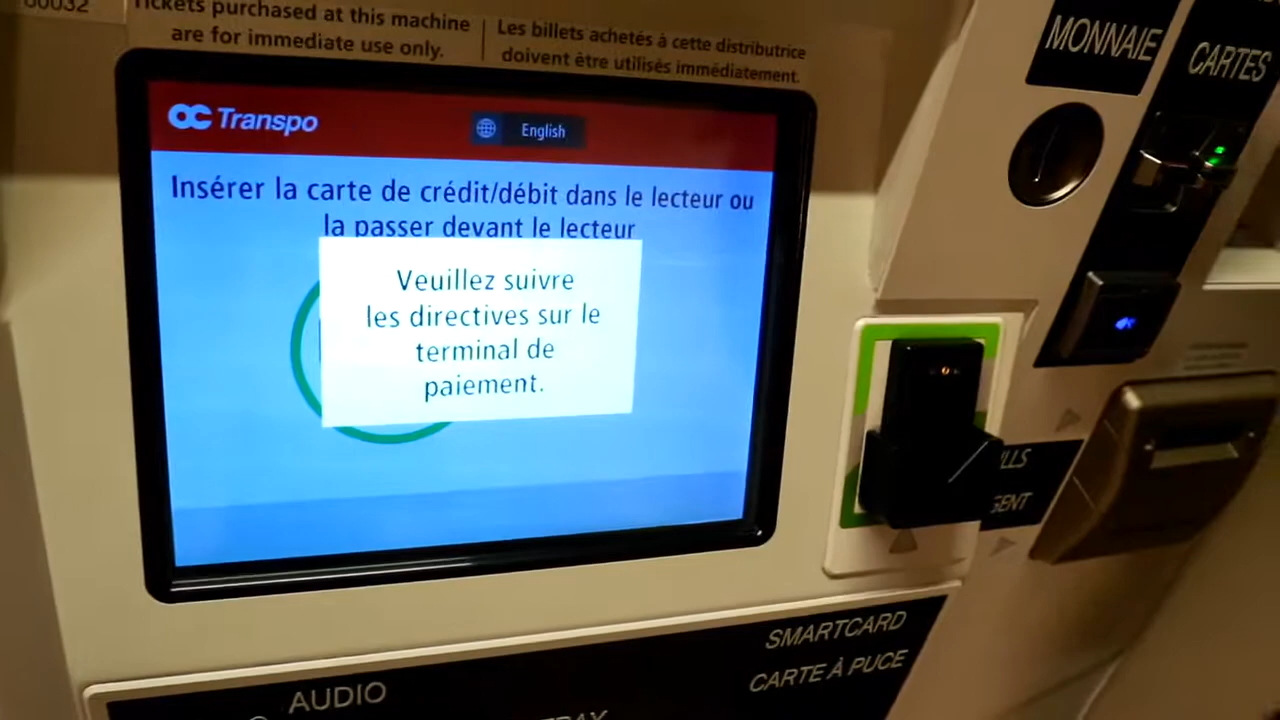 00032
Tickets purchased at this machine
are for immediate use only.
Les billets achetés à cette distributrice
doivent être utilisés immédiatement.
MONNAIE
CARTES
OC Transpo
English
Insérer la carte de crédit/débit dans le lecteur ou
la passer devant le lecteur
Veuillez suivre
les directives sur le
terminal de
paiement.
SMARTCARD
CARTE À PUCE
AUDIO